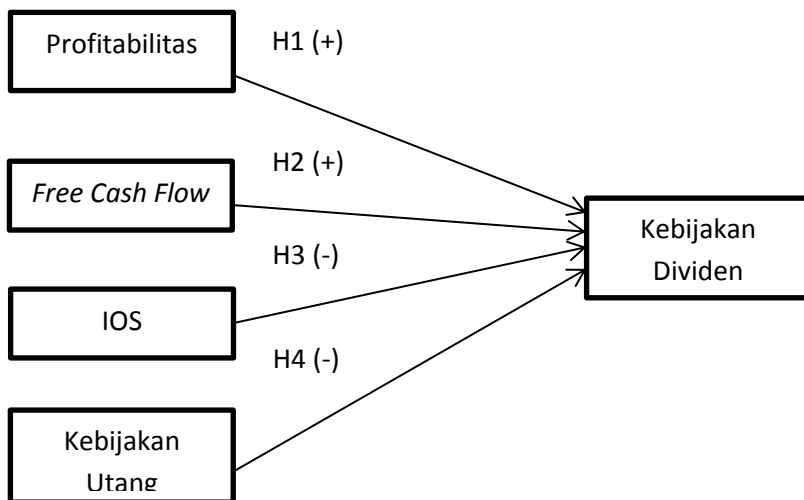 Profitabilitas
H1 (+)
H2 (+)
Free Cash Flow
Kebijakan
Dividen
H3 (-)
IOS
H4 (-)
Kebijakan
Utang